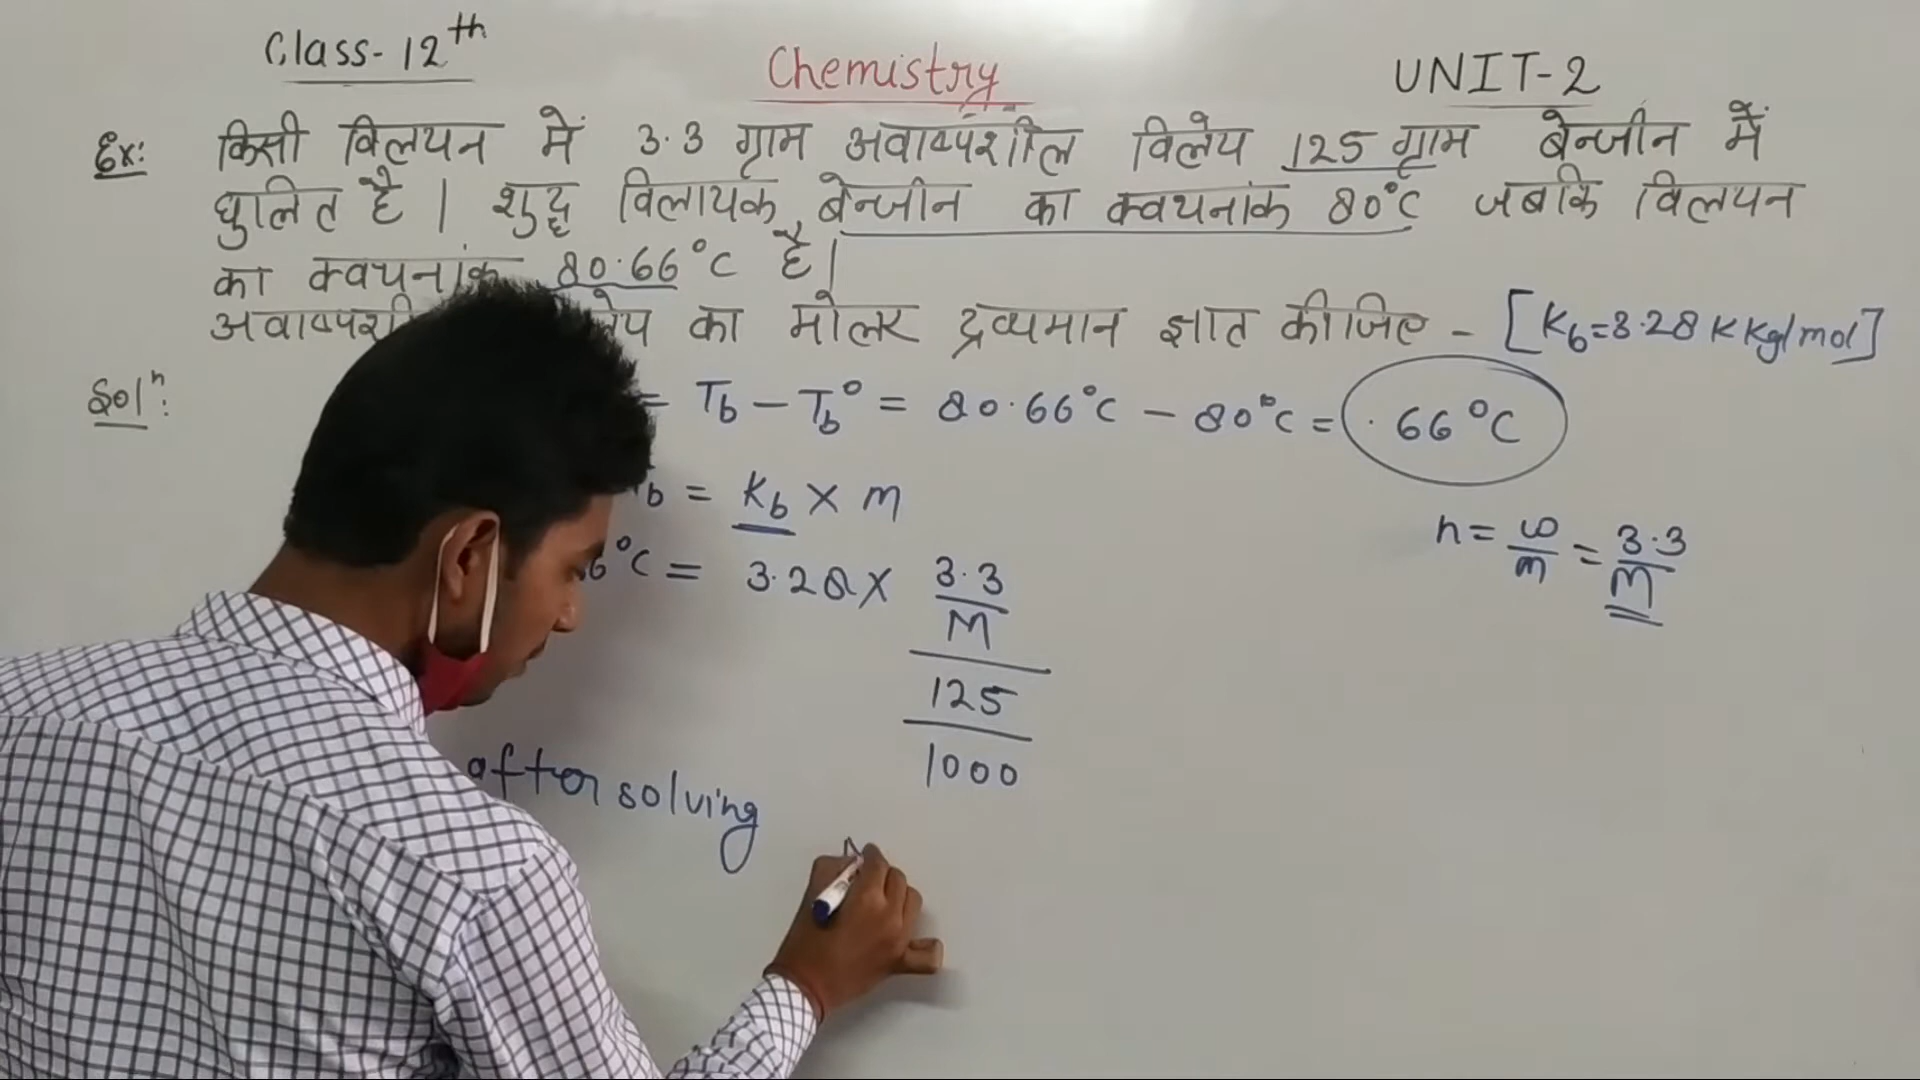 Class-12th
Chemistry
UNIT-2
Ex: किसी विलयन में 3.3 ग्राम अवाष्पशील विलेय 125 ग्राम बेन्जीन में
घुलित है। शुद्ध विलायक बेन्जीन का क्वथनांक 80°C जबकि विलयन
का क्वथनांक 80.66°C है।
का मोलर द्रव्यमान ज्ञात कीजिए - [Kb=3.28 K Kg/mol]
Solⁿ: = Tb - Tb° = 80.66°C - 80°C = .66°C
b = Kb × m
n = w/m = 3.3/M
6°C = 3.28 × 3.3/M
125
1000
after solving